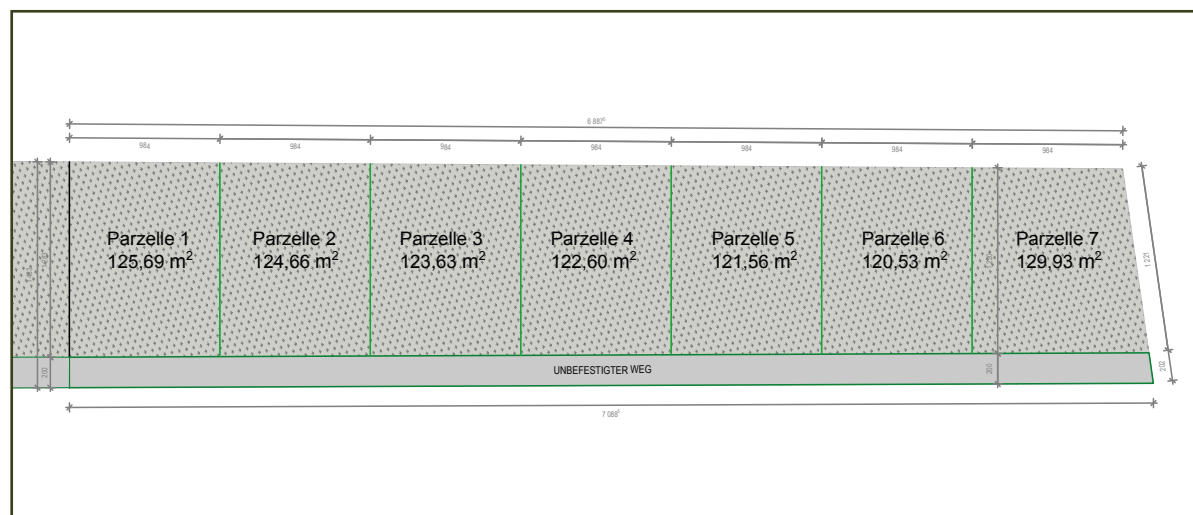 6 887⁶
984 984 984 984 984 984 984
Parzelle 1
125,69 m²
Parzelle 2
124,66 m²
Parzelle 3
123,63 m²
Parzelle 4
122,60 m²
Parzelle 5
121,56 m²
Parzelle 6
120,53 m²
Parzelle 7
129,93 m²
1 221
200
UNBEFESTIGTER WEG
200
202
7 088⁵